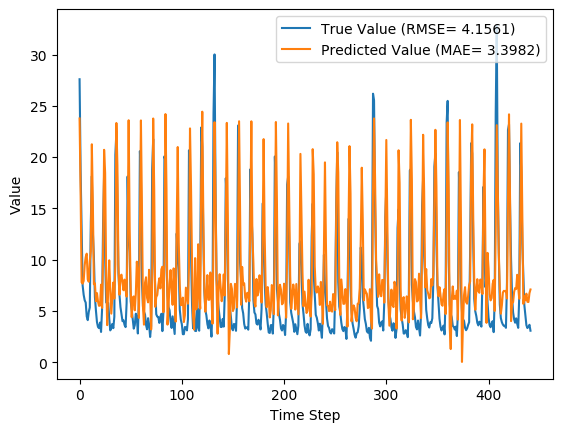 True Value (RMSE= 4.1561)
Predicted Value (MAE= 3.3982)
30
25
20
15
10
5
0
Value
0 100 200 300 400
Time Step